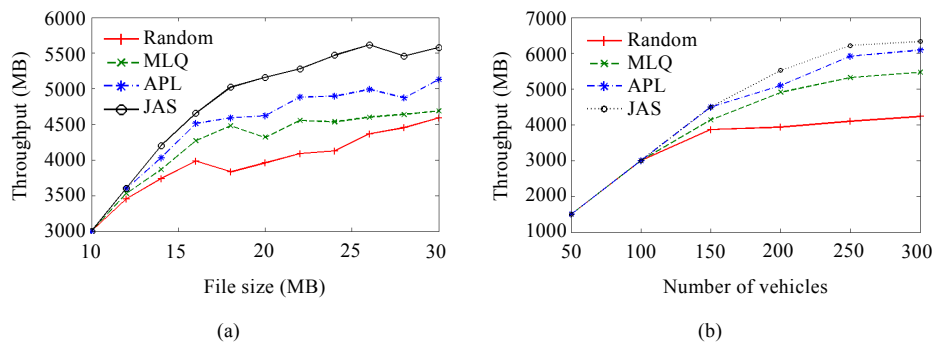 Throughput (MB)
6000
5500
5000
4500
4000
3500
3000
Random
MLQ
APL
JAS
10
15
20
25
30
File size (MB)
(a)
Throughput (MB)
7000
6000
5000
4000
3000
2000
1000
Random
MLQ
APL
JAS
50
100
150
200
250
300
Number of vehicles
(b)